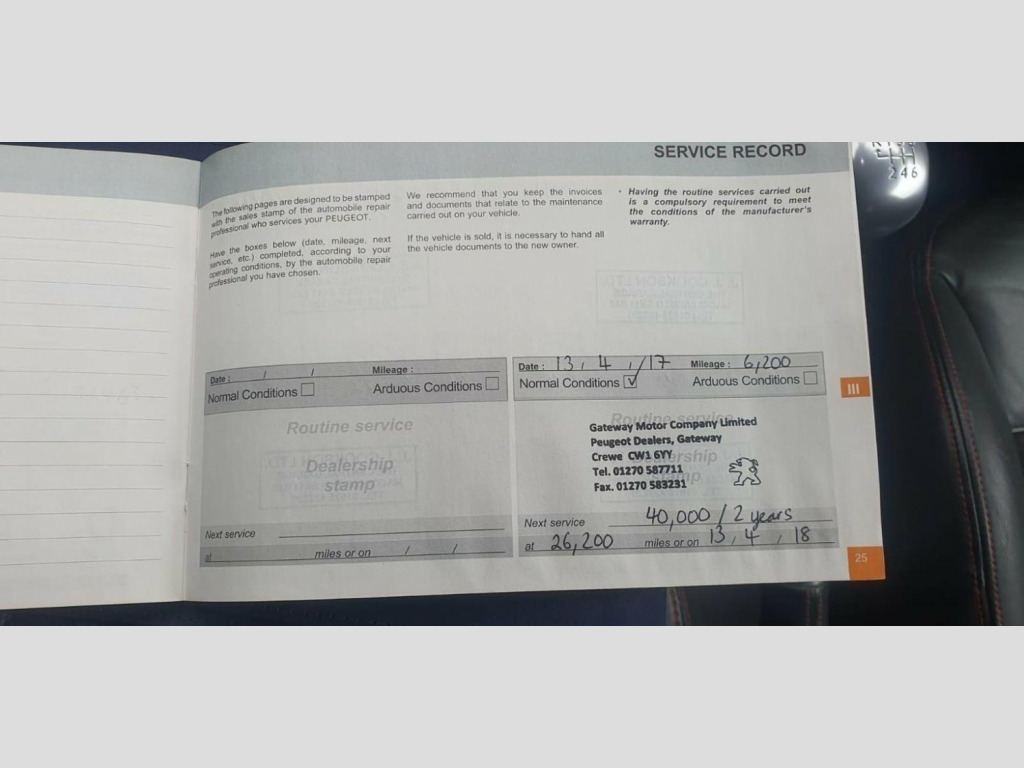 SERVICE RECORD
The following pages are designed to be stamped
with the sales stamp of the automobile repair
professional who services your PEUGEOT.
Have the boxes below (date, mileage, next
service, etc.) completed, according to your
operating conditions, by the automobile repair
professional you have chosen.
We recommend that you keep the invoices
and documents that relate to the maintenance
carried out on your vehicle.
If the vehicle is sold, it is necessary to hand all
the vehicle documents to the new owner.
• Having the routine services carried out
is a compulsory requirement to meet
the conditions of the manufacturer's
warranty.
Date : / / Mileage :
Normal Conditions Arduous Conditions
Routine service
Dealership
stamp
Next service
at miles or on / /
Date : 13 / 4 / 17 Mileage : 6,200
Normal Conditions ✓ Arduous Conditions
Routine service
Gateway Motor Company Limited
Peugeot Dealers, Gateway
Crewe CW1 6YY
Tel. 01270 587711
Fax. 01270 583231
Next service 40,000 / 2 years
at 26,200 miles or on 13 / 4 / 18
III
25
2 4 6